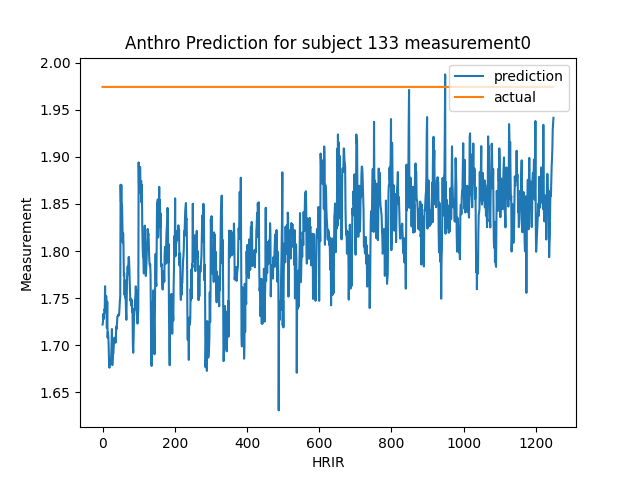 Anthro Prediction for subject 133 measurement0
2.00
1.95
1.90
1.85
1.80
1.75
1.70
1.65
Measurement
prediction
actual
0 200 400 600 800 1000 1200
HRIR